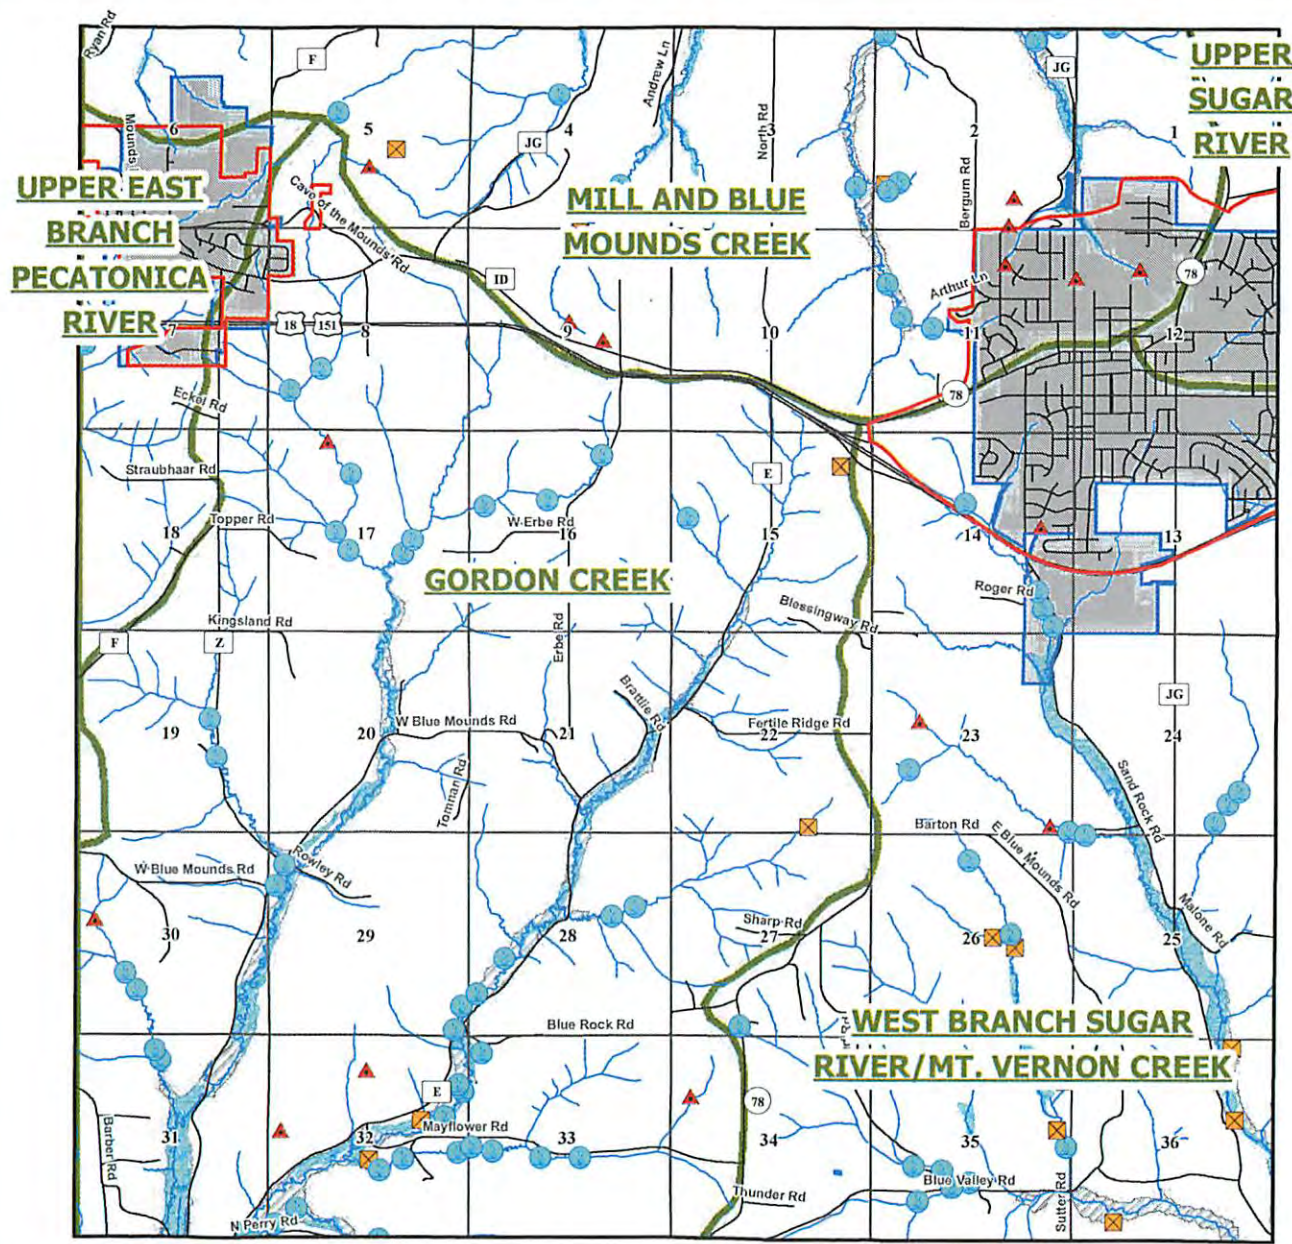 Ryan Rd
F
JG
Andrew Ln
North Rd
JG
UPPER
SUGAR
RIVER
6
5
4
3
2
1
Mounds
JG
Bergum Rd
UPPER EAST
BRANCH
PECATONICA
RIVER
Cave of the Mounds Rd
MILL AND BLUE
MOUNDS CREEK
ID
Arthur Ln
78
7
18
151
8
9
10
11
12
Eckel Rd
78
Straubhaar Rd
E
Topper Rd
W Erbe Rd
18
17
16
15
14
13
GORDON CREEK
Roger Rd
Kingsland Rd
Blessingway Rd
F
Z
Erbe Rd
JG
Brattlie Rd
19
20
W Blue Mounds Rd
21
Fertile Ridge Rd
22
23
24
Tomnan Rd
Sand Rock Rd
Barton Rd
E Blue Mounds Rd
W Blue Mounds Rd
Rowley Rd
Malone Rd
Sharp Rd
30
29
28
27
26
25
Blue Rock Rd
WEST BRANCH SUGAR
RIVER/MT. VERNON CREEK
E
78
Mayflower Rd
Barber Rd
31
32
33
34
35
36
Blue Valley Rd
Thunder Rd
Sutter Rd
N Perry Rd